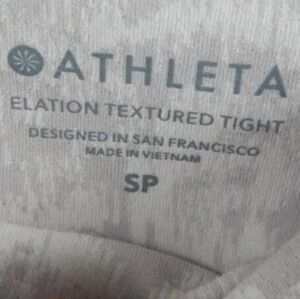 ATHLETA
ELATION TEXTURED TIGHT
DESIGNED IN SAN FRANCISCO
MADE IN VIETNAM
SP